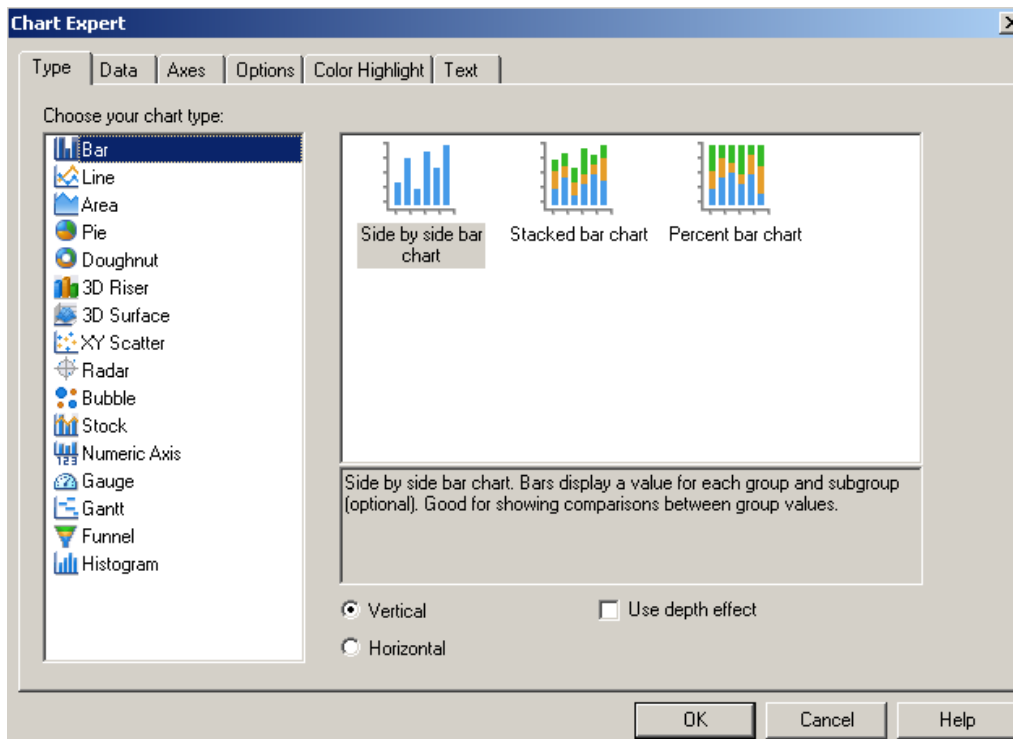 Chart Expert
Type Data Axes Options Color Highlight Text
Choose your chart type:
Bar
Line
Area
Pie
Doughnut
3D Riser
3D Surface
XY Scatter
Radar
Bubble
Stock
Numeric Axis
Gauge
Gantt
Funnel
Histogram
Side by side bar
chart
Stacked bar chart
Percent bar chart
Side by side bar chart. Bars display a value for each group and subgroup
(optional). Good for showing comparisons between group values.
Vertical
Use depth effect
Horizontal
OK Cancel Help